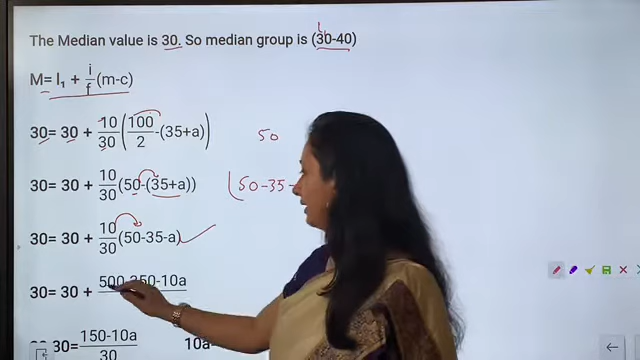 The Median value is 30. So median group is (30-40)
M= l₁ + i/f (m-c)
30= 30 + 10/30 (100/2 -(35+a))
50
30= 30 + 10/30 (50-(35+a))
(50-35-
30= 30 + 10/30 (50-35-a)
30= 30 + 500-350-10a
30= 150-10a/30
10a-